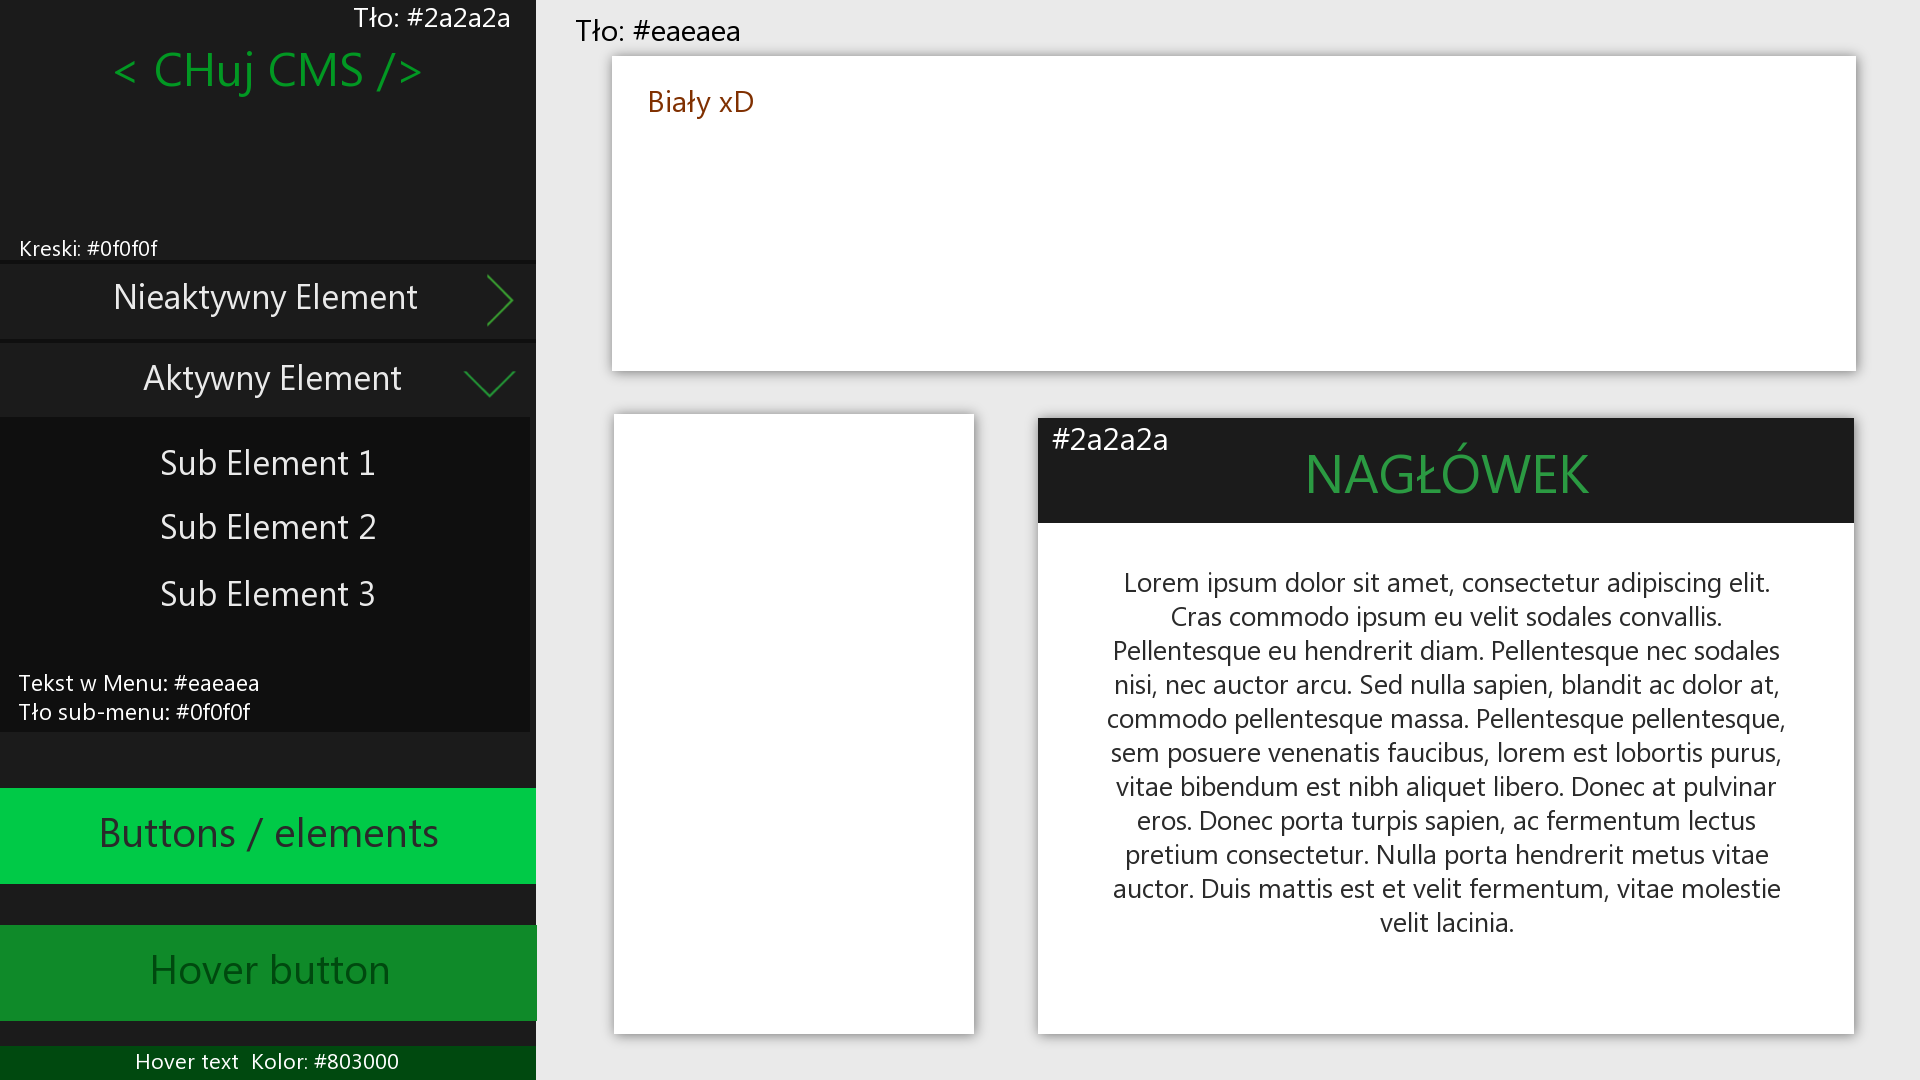 Tło: #2a2a2a
< CHuj CMS />
Kreski: #0f0f0f
Nieaktywny Element
Aktywny Element
Sub Element 1
Sub Element 2
Sub Element 3
Tekst w Menu: #eaeaea
Tło sub-menu: #0f0f0f
Buttons / elements
Hover button
Hover text  Kolor: #803000
Tło: #eaeaea
Biały xD
#2a2a2a
NAGŁÓWEK
Lorem ipsum dolor sit amet, consectetur adipiscing elit.
Cras commodo ipsum eu velit sodales convallis.
Pellentesque eu hendrerit diam. Pellentesque nec sodales
nisi, nec auctor arcu. Sed nulla sapien, blandit ac dolor at,
commodo pellentesque massa. Pellentesque pellentesque,
sem posuere venenatis faucibus, lorem est lobortis purus,
vitae bibendum est nibh aliquet libero. Donec at pulvinar
eros. Donec porta turpis sapien, ac fermentum lectus
pretium consectetur. Nulla porta hendrerit metus vitae
auctor. Duis mattis est et velit fermentum, vitae molestie
velit lacinia.